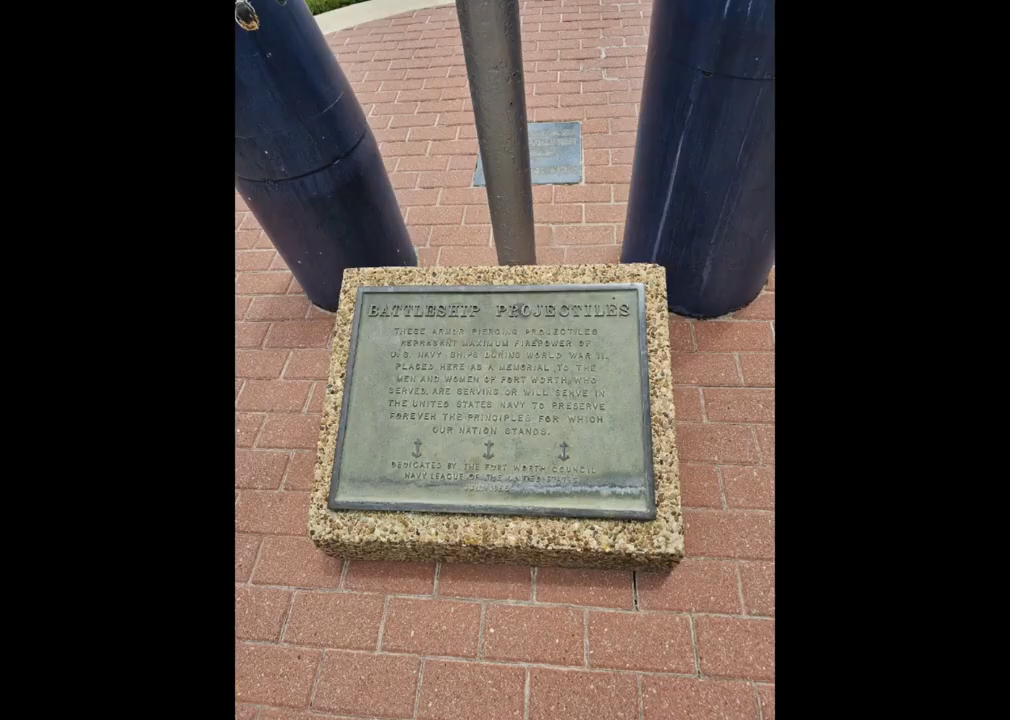 BATTLESHIP PROJECTILES
THESE ARMOR PIERCING PROJECTILES
REPRESENT MAXIMUM FIREPOWER OF
U.S. NAVY SHIPS DURING WORLD WAR II.
PLACED HERE AS A MEMORIAL TO THE
MEN AND WOMEN OF FORT WORTH WHO
SERVED, ARE SERVING OR WILL SERVE IN
THE UNITED STATES NAVY TO PRESERVE
FOREVER THE PRINCIPLES FOR WHICH
OUR NATION STANDS.
DEDICATED BY THE FORT WORTH COUNCIL
NAVY LEAGUE OF THE UNITED STATES